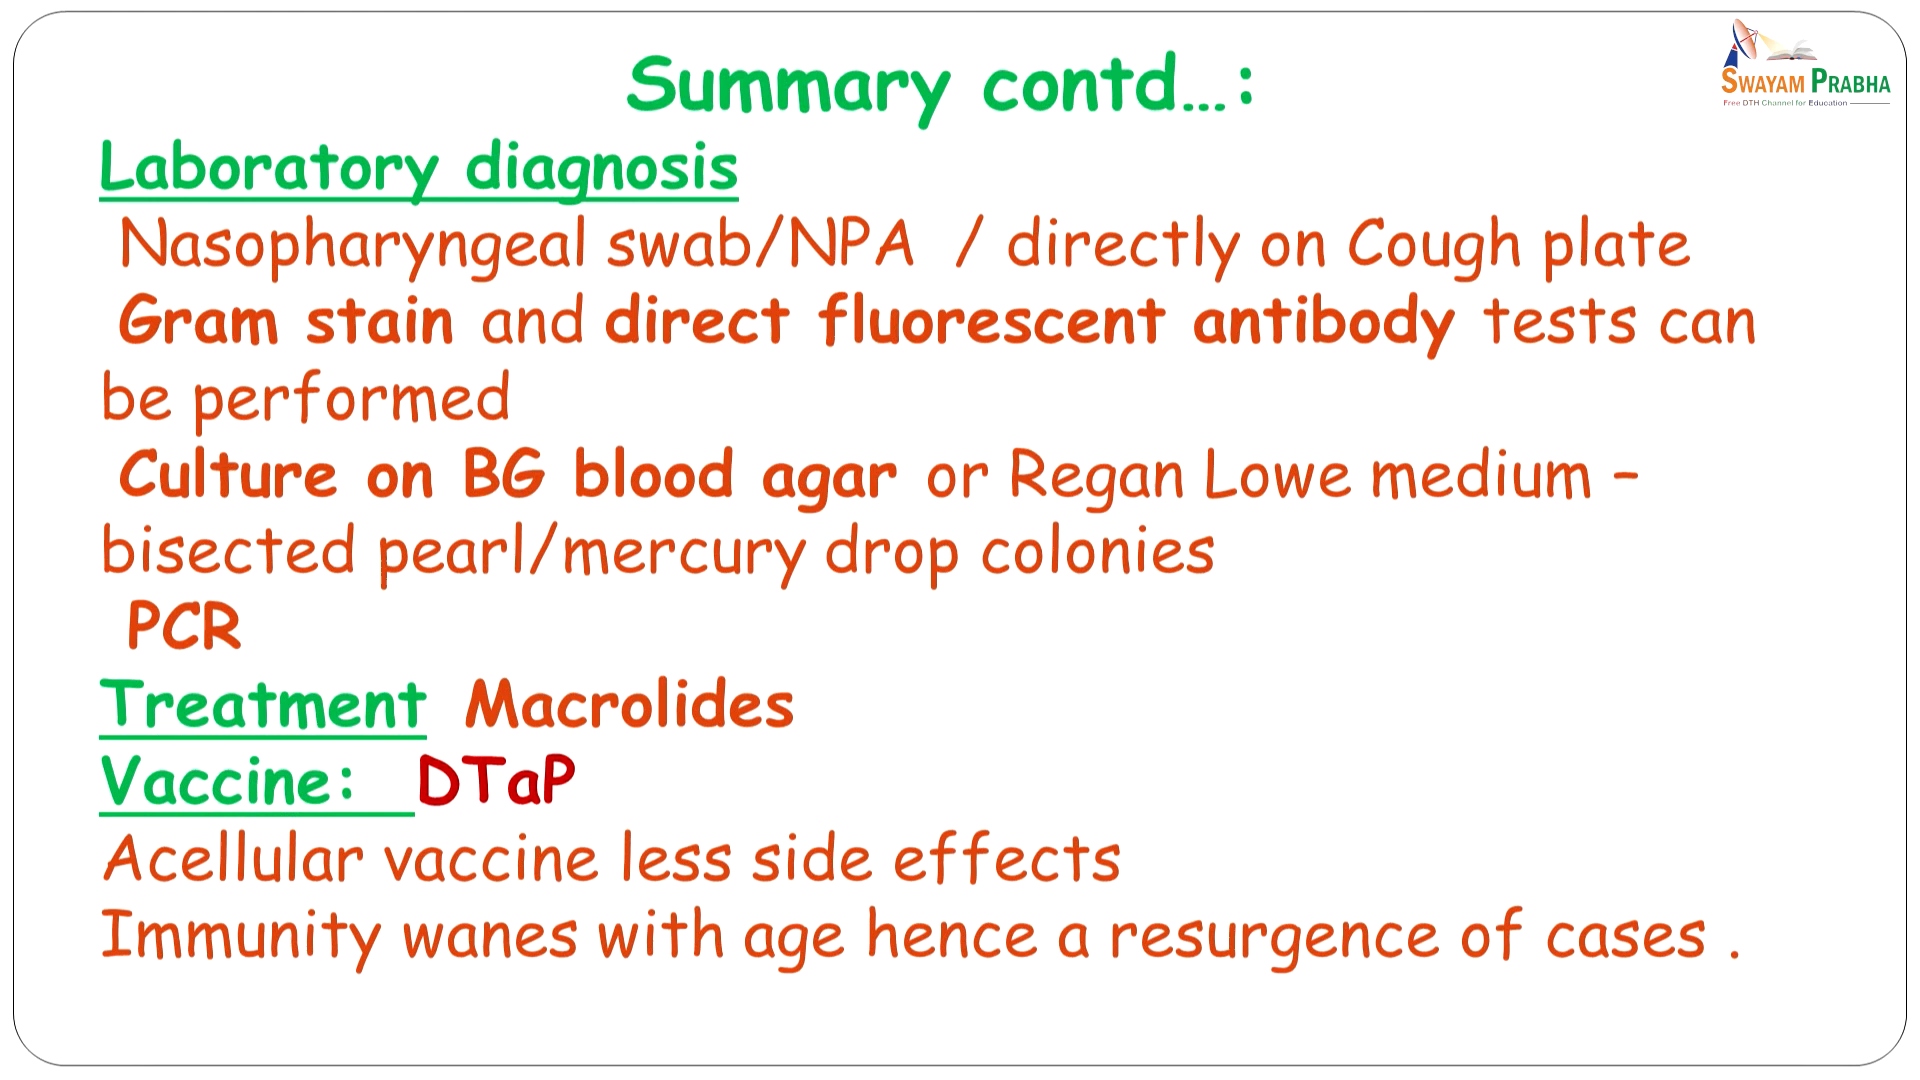 Summary contd...:
SWAYAM PRABHA
Free DTH Channel for Education
Laboratory diagnosis
Nasopharyngeal swab/NPA / directly on Cough plate
Gram stain and direct fluorescent antibody tests can
be performed
Culture on BG blood agar or Regan Lowe medium –
bisected pearl/mercury drop colonies
PCR
Treatment Macrolides
Vaccine: DTaP
Acellular vaccine less side effects
Immunity wanes with age hence a resurgence of cases .